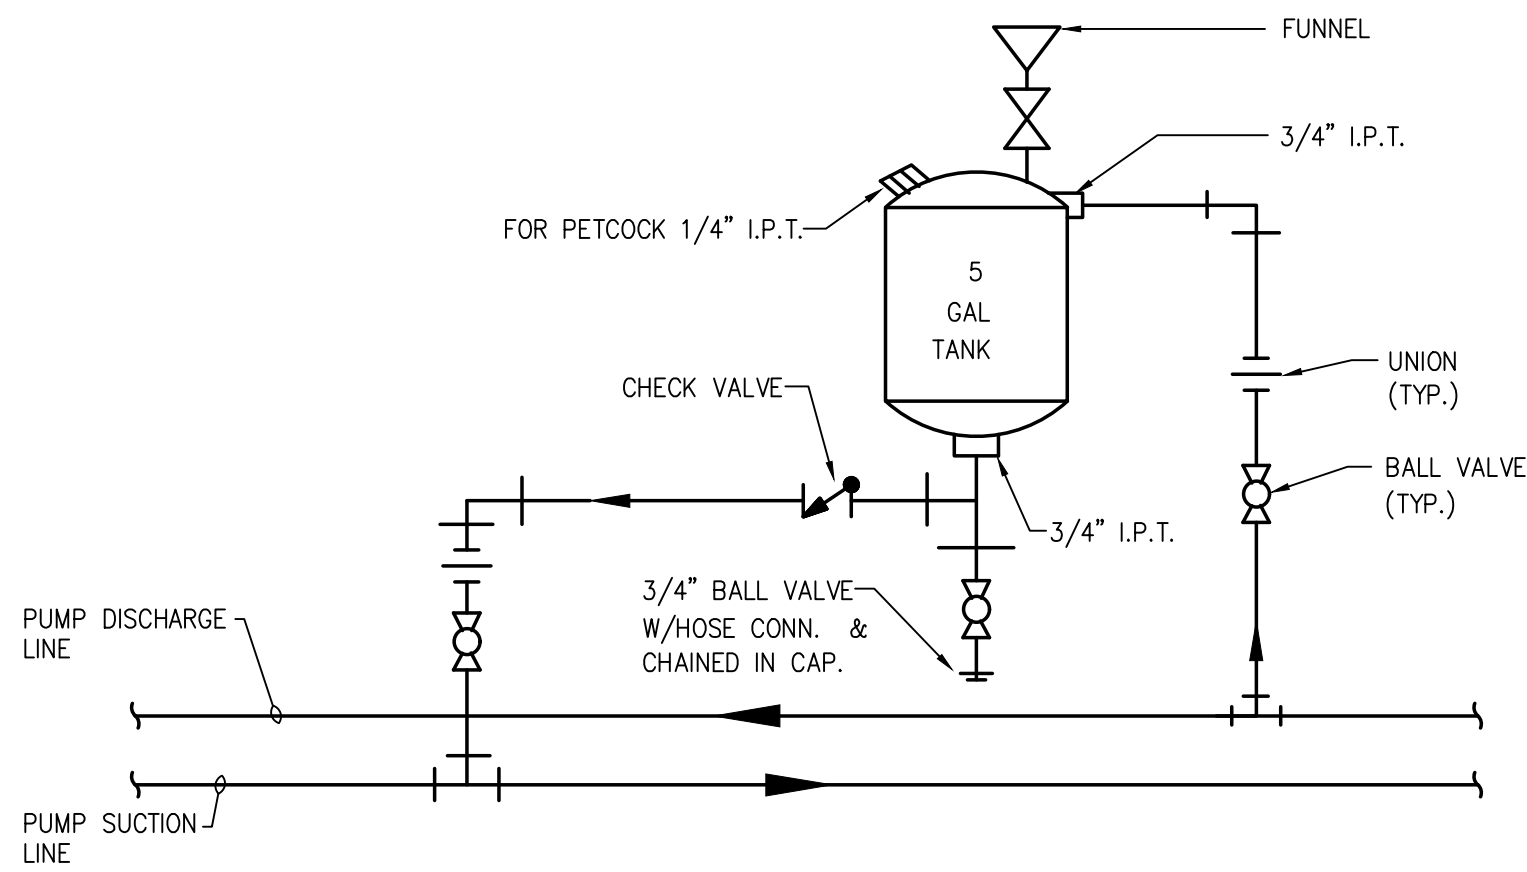 FUNNEL
3/4" I.P.T.
FOR PETCOCK 1/4" I.P.T.
5
GAL
TANK
CHECK VALVE
UNION
(TYP.)
BALL VALVE
(TYP.)
3/4" I.P.T.
3/4" BALL VALVE
W/HOSE CONN. &
CHAINED IN CAP.
PUMP DISCHARGE
LINE
PUMP SUCTION
LINE